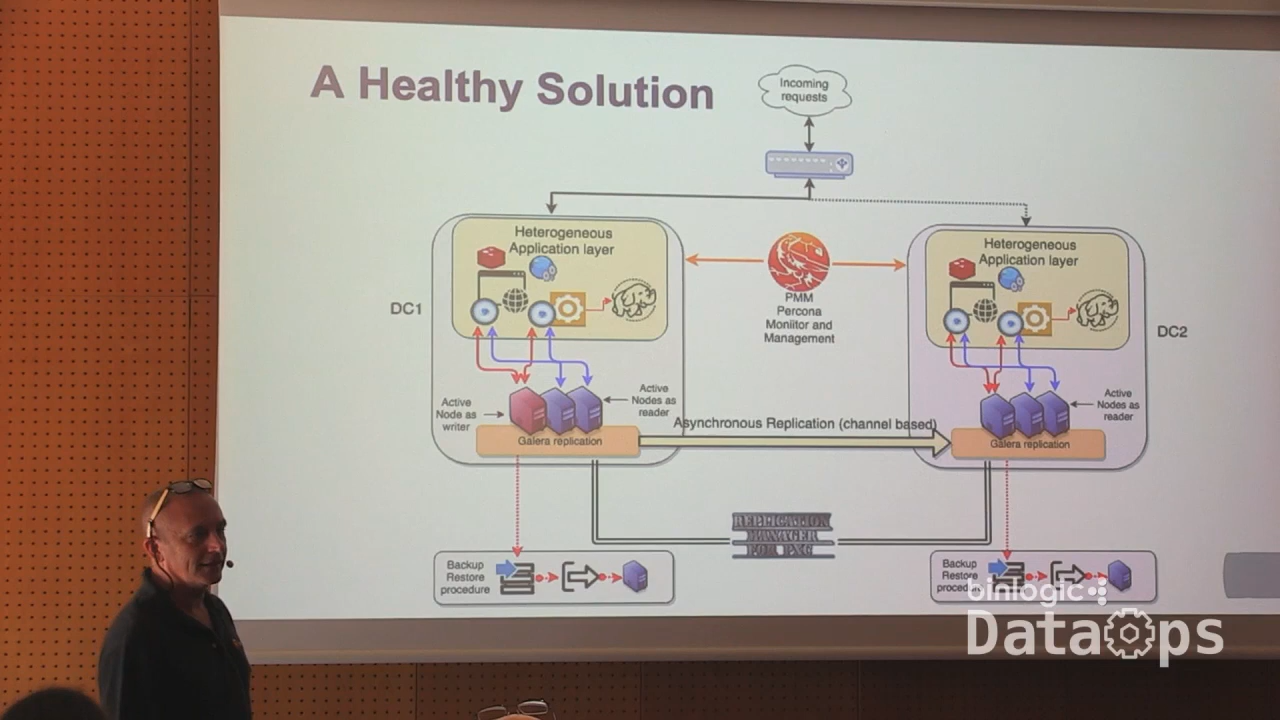 A Healthy Solution
Incoming
requests
Heterogeneous
Application layer
Heterogeneous
Application layer
DC1
PMM
Percona
Moniitor and
Management
DC2
Active
Node as
writer
Active
Nodes as
reader
Active
Nodes as
reader
Asynchronous Replication (channel based)
Galera replication
Galera replication
REPLICATION
MANAGER
FOR PXC
Backup
Restore
procedure
Backup
Restore
procedure
binlogic
DataOps